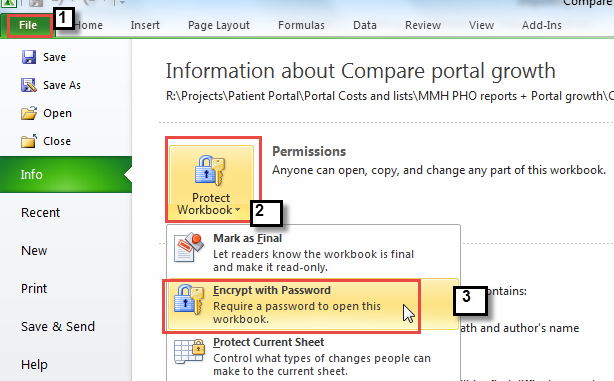 Compare
File 1 Home Insert Page Layout Formulas Data Review View Add-Ins
Save
Save As
Open
Close
Info
Recent
New
Print
Save & Send
Help
Information about Compare portal growth
R:\Projects\Patient Portal\Portal Costs and lists\MMH PHO reports + Portal growth\C
Protect
Workbook
2
Permissions
Anyone can open, copy, and change any part of this workbook.
Mark as Final
Let readers know the workbook is final
and make it read-only.
Encrypt with Password
Require a password to open this
workbook.
3
Protect Current Sheet
Control what types of changes people can
make to the current sheet.
ontains:
ath and author's name